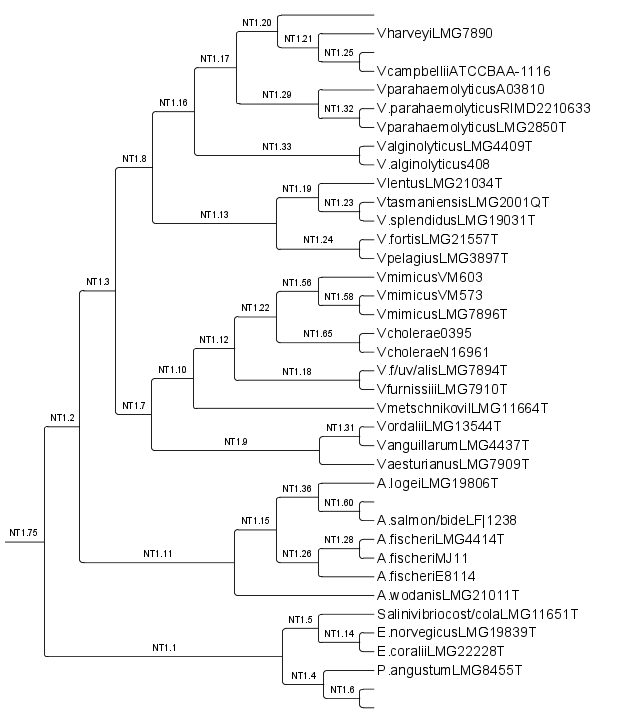 NT1.20
VharveyiLMG7890
NT1.21
NT1.25
NT1.17
VcampbelliiATCCBAA-1116
VparahaemolyticusA03810
NT1.29
NT1.16
V.parahaemolyticusRIMD2210633
NT1.32
VparahaemolyticusLMG2850T
ValginolyticusLMG4409T
NT1.33
NT1.8
V.alginolyticus408
VlentusLMG21034T
NT1.19
VtasmaniensisLMG2001QT
NT1.23
NT1.13
V.splendidusLMG19031T
V.fortisLMG21557T
NT1.24
VpelagiusLMG3897T
NT1.3
VmimicusVM603
NT1.56
VmimicusVM573
NT1.58
NT1.22
VmimicusLMG7896T
Vcholerae0395
NT1.65
NT1.12
VcholeraeN16961
V.f/uv/alisLMG7894T
NT1.10
NT1.18
VfurnissiiiLMG7910T
NT1.7
VmetschnikovilLMG11664T
NT1.2
VordaliiLMG13544T
NT1.31
VanguillarumLMG4437T
NT1.9
VaesturianusLMG7909T
A.logeiLMG19806T
NT1.36
NT1.60
NT1.15
A.salmon/bideLF|1238
NT1.75
A.fischeriLMG4414T
NT1.28
NT1.11
NT1.26
A.fischeriMJ11
A.fischeriE8114
A.wodanisLMG21011T
Salinivibriocost/colaLMG11651T
NT1.5
E.norvegicusLMG19839T
NT1.14
NT1.1
E.coraliiLMG22228T
P.angustumLMG8455T
NT1.4
NT1.6